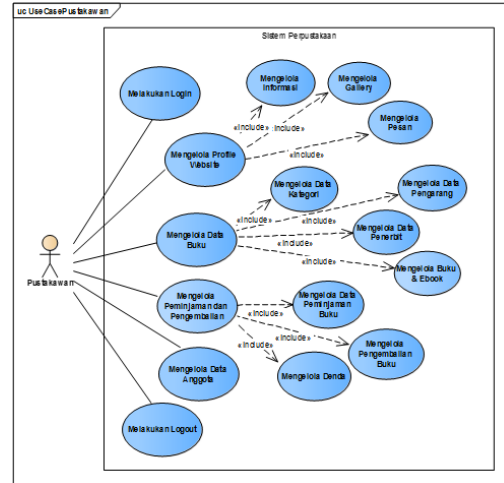 uc UseCasePustakawan
Sistem Perpustakaan
Melakukan Login
Mengelola
Informasi
Mengelola
Gallery
Mengelola
Pesan
«include»
include»
«include»
Mengelola Profile
Website
Mengelola Data
Kategori
Mengelola Data
Pengarang
«include»
«include»
Mengelola Data
Buku
«include»
Mengelola Data
Penerbit
«include»
Mengelola Buku
& Ebook
Pustakawan
Mengelola
Peminjaman dan
Pengembalian
Mengelola Data
Peminjaman
Buku
«include»
«include»
«include»
Mengelola
Pengembalian
Buku
Mengelola Data
Anggota
Mengelola Denda
Melakukan Logout